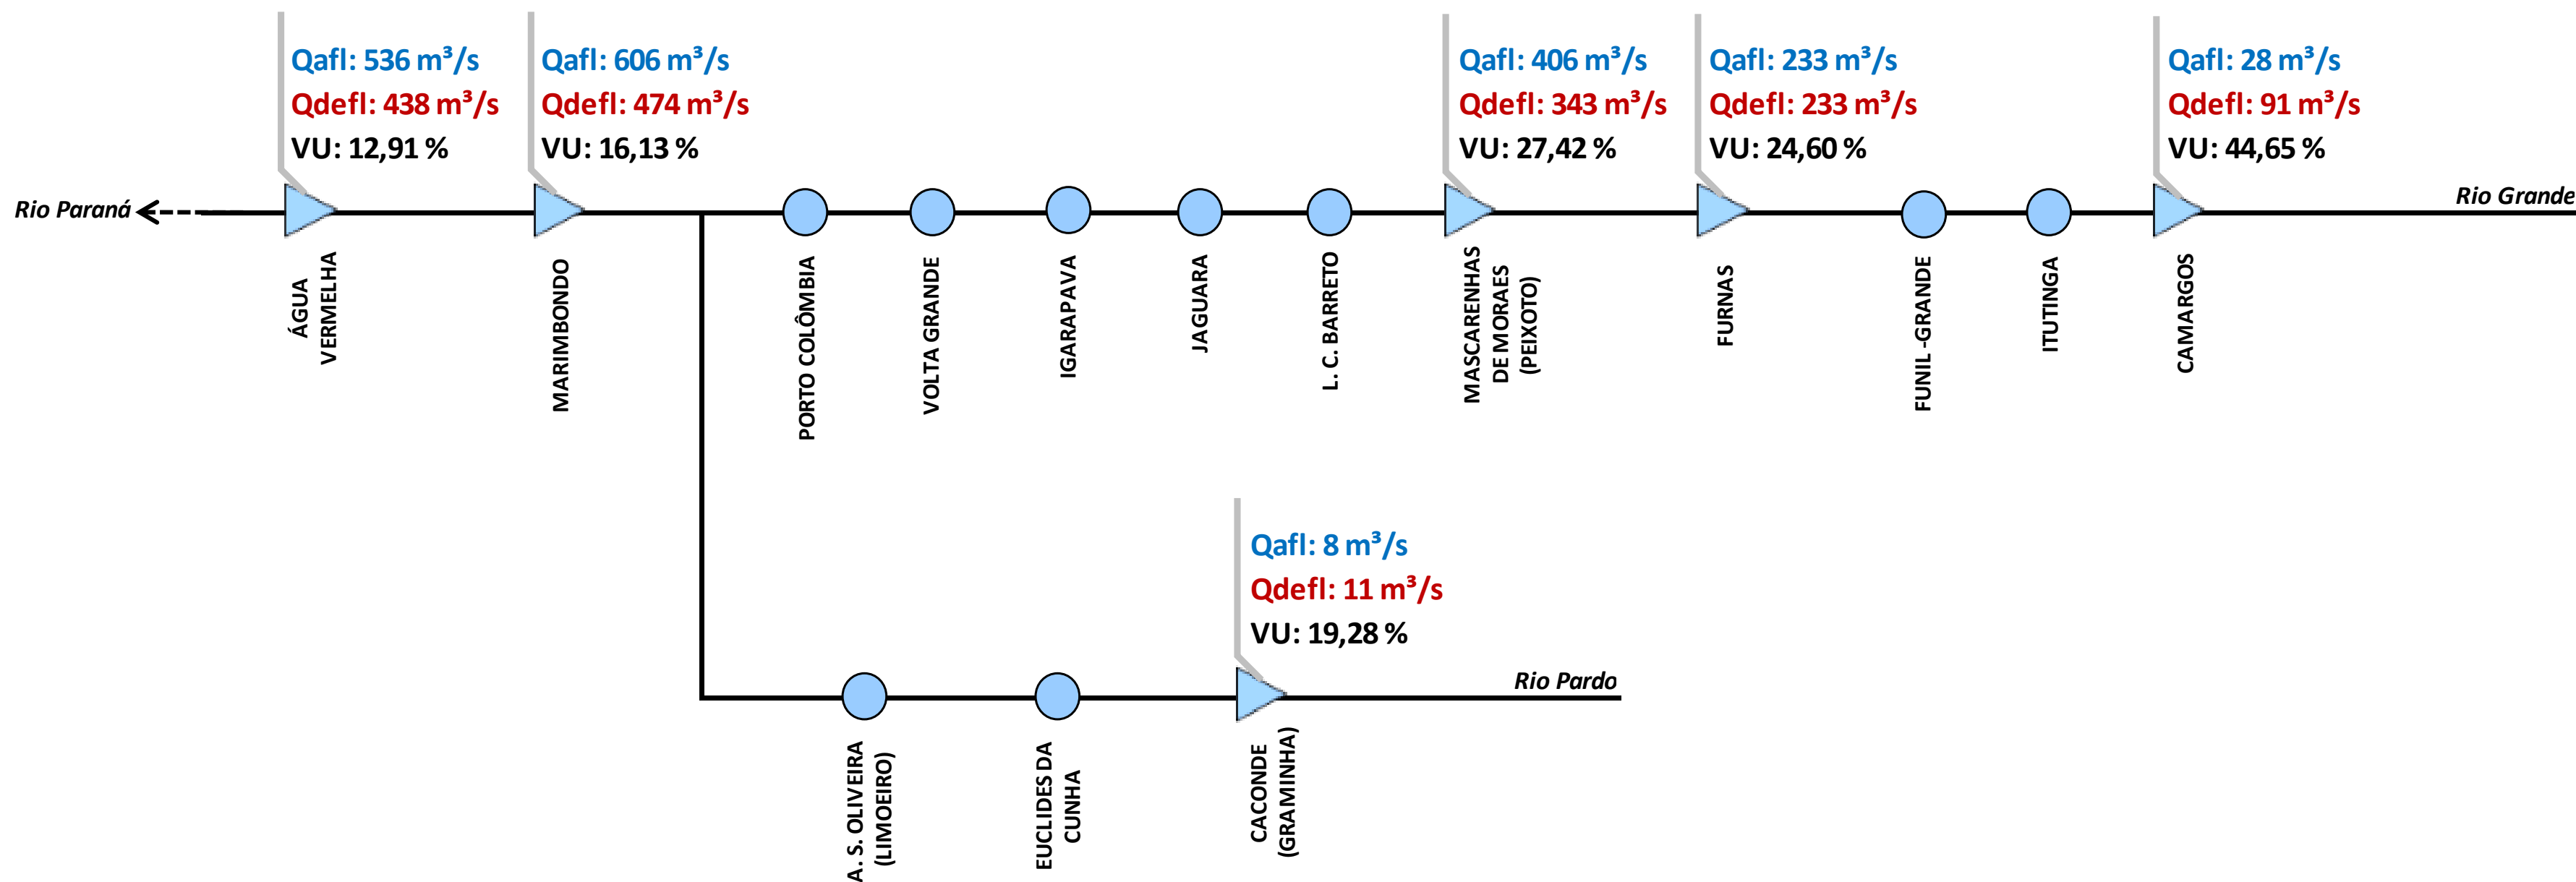 Qafl: 536 m³/s
Qdefl: 438 m³/s
VU: 12,91 %
Qafl: 606 m³/s
Qdefl: 474 m³/s
VU: 16,13 %
Qafl: 406 m³/s
Qdefl: 343 m³/s
VU: 27,42 %
Qafl: 233 m³/s
Qdefl: 233 m³/s
VU: 24,60 %
Qafl: 28 m³/s
Qdefl: 91 m³/s
VU: 44,65 %
Rio Paraná
Rio Grande
ÁGUA
VERMELHA
MARIMBONDO
PORTO COLÔMBIA
VOLTA GRANDE
IGARAPAVA
JAGUARA
L. C. BARRETO
MASCARENHAS
DE MORAES
(PEIXOTO)
FURNAS
FUNIL -GRANDE
ITUTINGA
CAMARGOS
Qafl: 8 m³/s
Qdefl: 11 m³/s
VU: 19,28 %
Rio Pardo
A. S. OLIVEIRA
(LIMOEIRO)
EUCLIDES DA
CUNHA
CACONDE
(GRAMINHA)